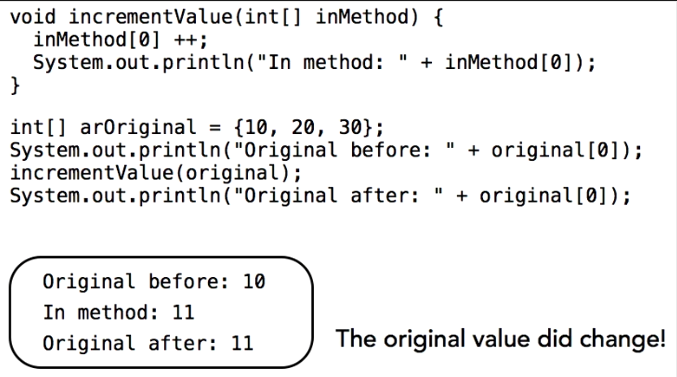 void incrementValue(int[] inMethod) {
  inMethod[0] ++;
  System.out.println("In method: " + inMethod[0]);
}
int[] arOriginal = {10, 20, 30};
System.out.println("Original before: " + original[0]);
incrementValue(original);
System.out.println("Original after: " + original[0]);
Original before: 10
In method: 11
Original after: 11
The original value did change!